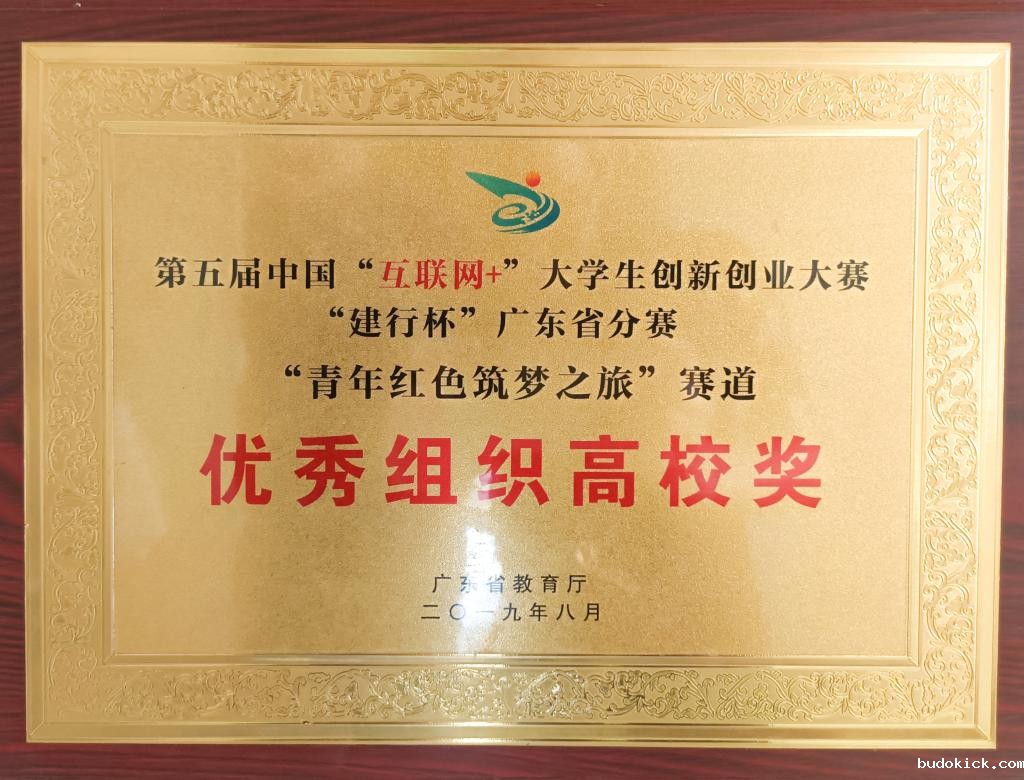 第五届中国“互联网+”大学生创新创业大赛
“建行杯”广东省分赛
“青年红色筑梦之旅”赛道
优秀组织高校奖
广东省教育厅
二〇一九年八月
budokick.com